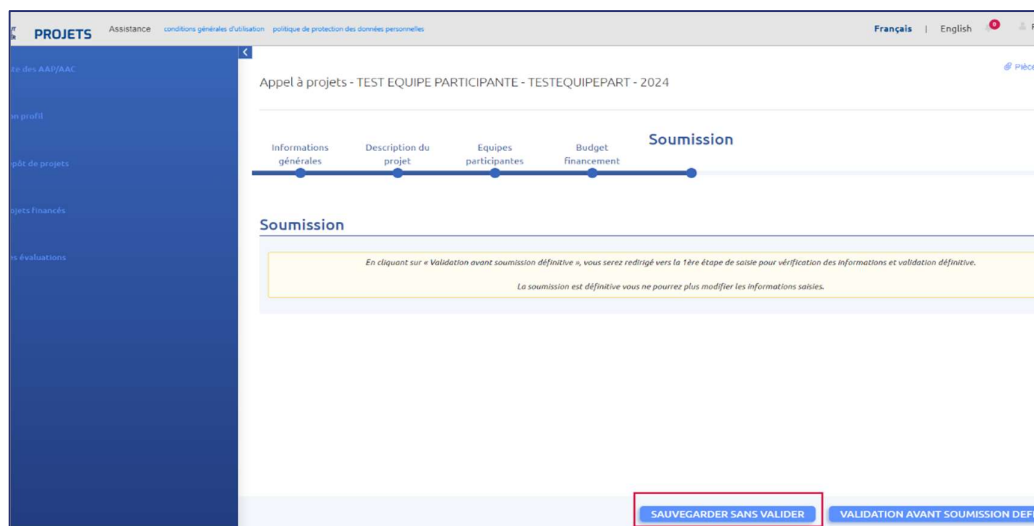 PROJETS Assistance conditions générales d'utilisation politique de protection des données personnelles Français | English 0
des AAP/AAC
Appel à projets - TEST EQUIPE PARTICIPANTE - TESTEQUIPEPART - 2024
profil
dépôt de projets
projets financés
évaluations
Informations générales
Description du projet
Equipes participantes
Budget financement
Soumission
Soumission
En cliquant sur « Validation avant soumission définitive », vous serez redirigé vers la 1ère étape de saisie pour vérification des informations et validation définitive.
La soumission est définitive vous ne pourrez plus modifier les informations saisies.
SAUVEGARDER SANS VALIDER
VALIDATION AVANT SOUMISSION DEF